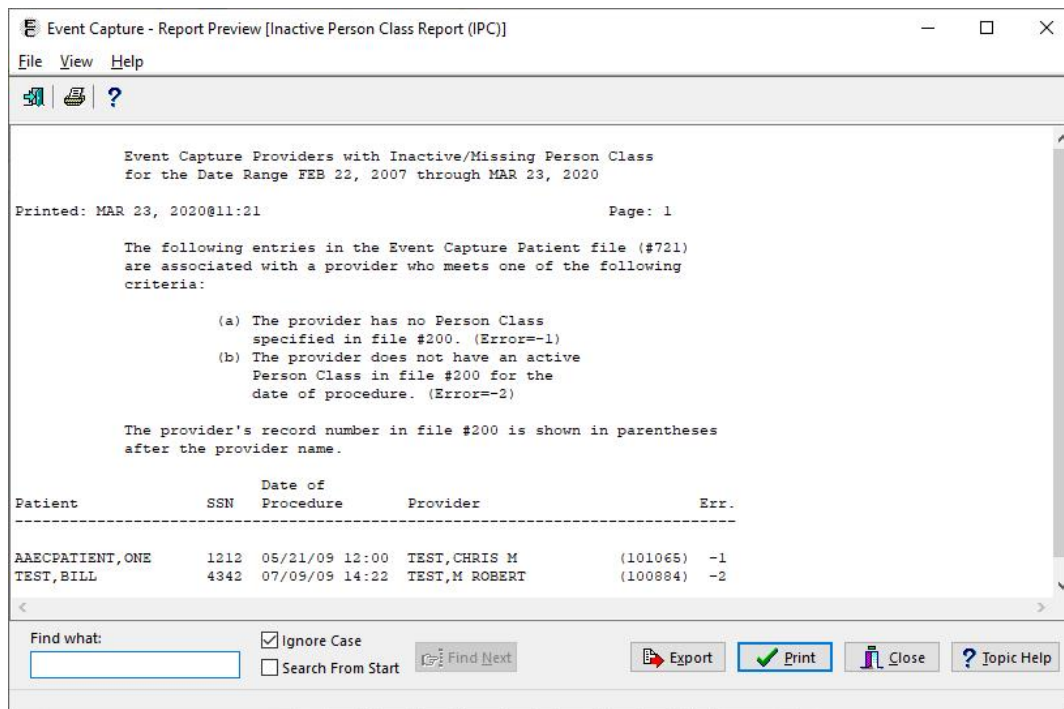 Event Capture - Report Preview [Inactive Person Class Report (IPC)]
File View Help
Event Capture Providers with Inactive/Missing Person Class
for the Date Range FEB 22, 2007 through MAR 23, 2020
Printed: MAR 23, 2020@11:21 Page: 1
The following entries in the Event Capture Patient file (#721)
are associated with a provider who meets one of the following
criteria:
(a) The provider has no Person Class
specified in file #200. (Error=-1)
(b) The provider does not have an active
Person Class in file #200 for the
date of procedure. (Error=-2)
The provider's record number in file #200 is shown in parentheses
after the provider name.
Date of
Patient SSN Procedure Provider Err.
--------------------------------------------------------------------------------
AAECPATIENT,ONE 1212 05/21/09 12:00 TEST,CHRIS M (101065) -1
TEST,BILL 4342 07/09/09 14:22 TEST,M ROBERT (100884) -2
Find what:
Ignore Case
Search From Start
Find Next
Export
Print
Close
? Topic Help